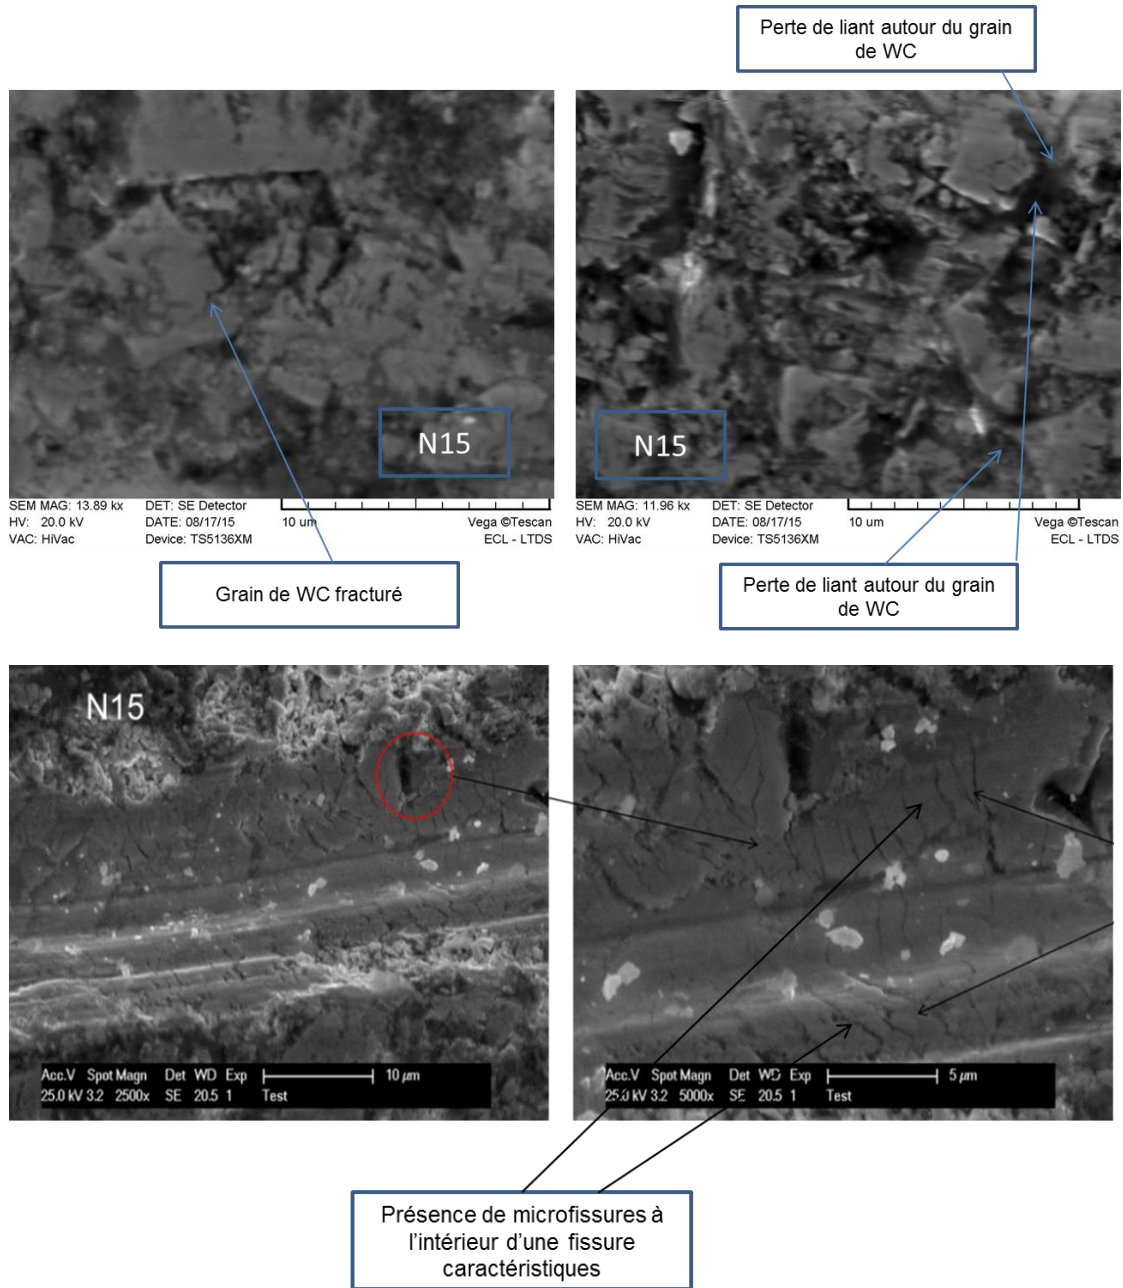 Perte de liant autour du grain
de WC
N15
N15
SEM MAG: 13.89 kx DET: SE Detector
HV: 20.0 kV DATE: 08/17/15 10 um Vega ©Tescan
VAC: HiVac Device: TS5136XM ECL - LTDS
SEM MAG: 11.96 kx DET: SE Detector
HV: 20.0 kV DATE: 08/17/15 10 um Vega ©Tescan
VAC: HiVac Device: TS5136XM ECL - LTDS
Grain de WC fracturé
Perte de liant autour du grain
de WC
N15
Acc.V Spot Magn Det WD Exp 10 µm
25.0 kV 3.2 2500x SE 20.5 1 Test
Acc.V Spot Magn Det WD Exp 5 µm
25.0 kV 3.2 5000x SE 20.5 1 Test
Présence de microfissures à
l’intérieur d’une fissure
caractéristiques